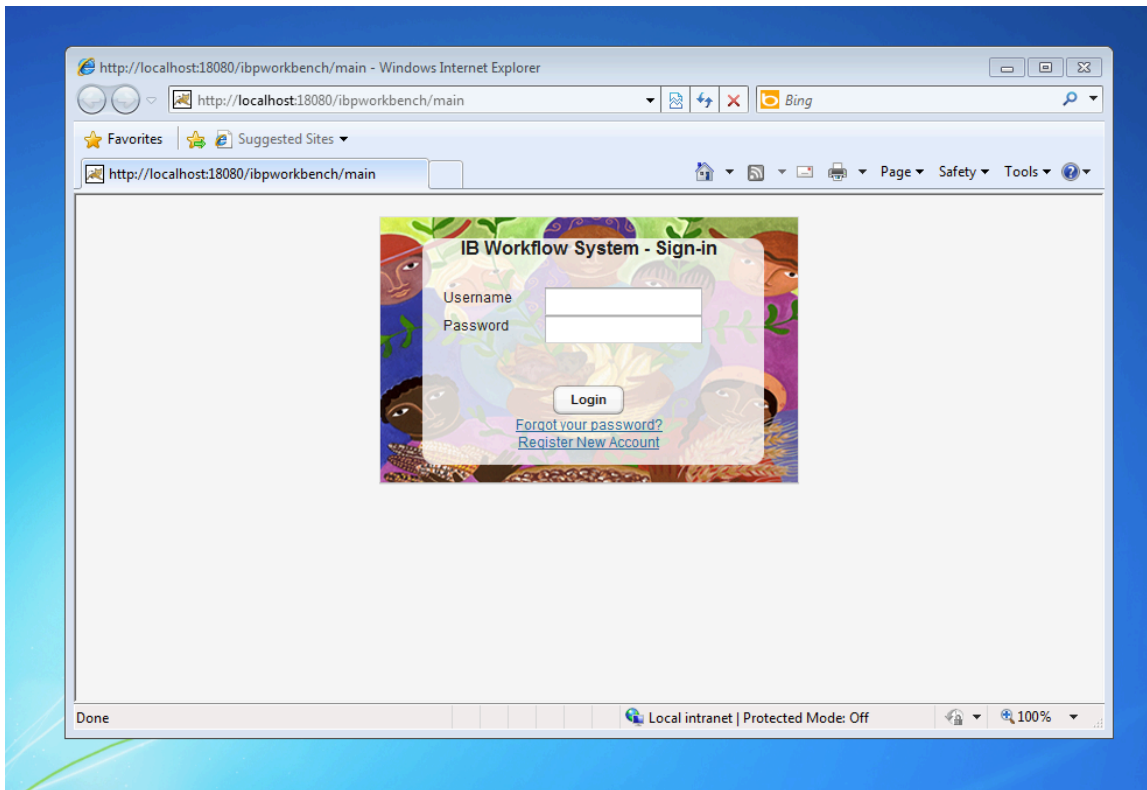 http://localhost:18080/ibpworkbench/main - Windows Internet Explorer
http://localhost:18080/ibpworkbench/main
Bing
Favorites
Suggested Sites
http://localhost:18080/ibpworkbench/main
Page Safety Tools
IB Workflow System - Sign-in
Username
Password
Login
Forgot your password?
Register New Account
Done
Local intranet | Protected Mode: Off
100%